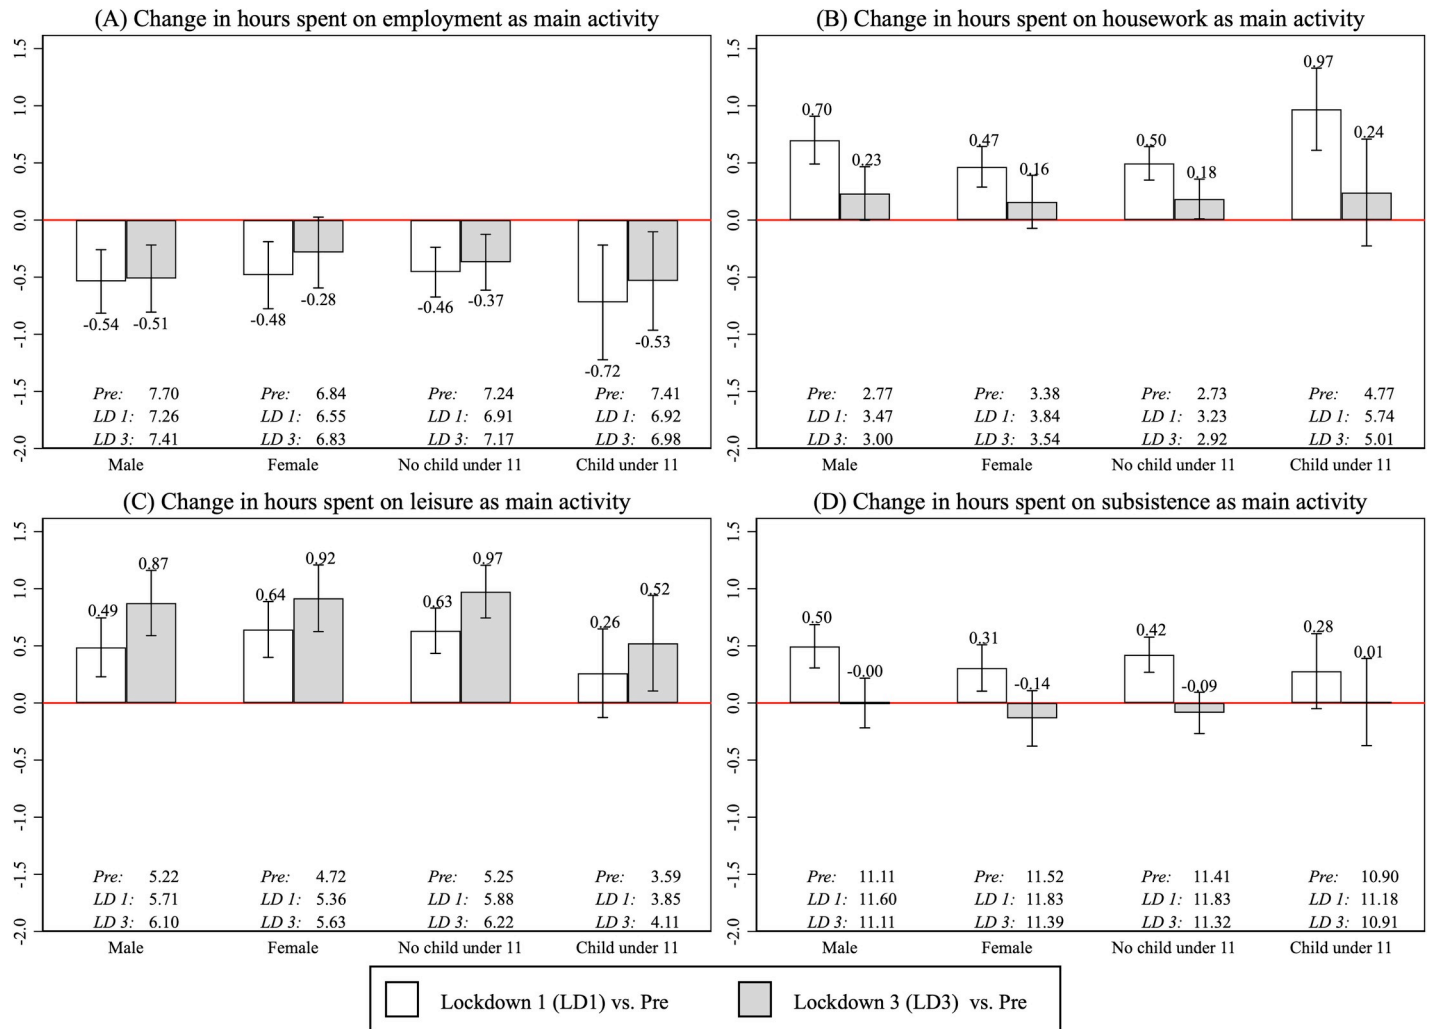 (A) Change in hours spent on employment as main activity
1.5
1.0
0.5
0.0
-0.5
-1.0
-1.5
-2.0
-0.54 -0.51
-0.48
-0.28
-0.46 -0.37
-0.72
-0.53
Pre: 7.70 Pre: 6.84 Pre: 7.24 Pre: 7.41
LD 1: 7.26 LD 1: 6.55 LD 1: 6.91 LD 1: 6.92
LD 3: 7.41 LD 3: 6.83 LD 3: 7.17 LD 3: 6.98
Male Female No child under 11 Child under 11
(B) Change in hours spent on housework as main activity
1.5
1.0
0.5
0.0
-0.5
-1.0
-1.5
-2.0
0.70
0.23
0.47
0.16
0.50
0.18
0.97
0.24
Pre: 2.77 Pre: 3.38 Pre: 2.73 Pre: 4.77
LD 1: 3.47 LD 1: 3.84 LD 1: 3.23 LD 1: 5.74
LD 3: 3.00 LD 3: 3.54 LD 3: 2.92 LD 3: 5.01
Male Female No child under 11 Child under 11
(C) Change in hours spent on leisure as main activity
1.5
1.0
0.5
0.0
-0.5
-1.0
-1.5
-2.0
0.49
0.87
0.64
0.92
0.63
0.97
0.26
0.52
Pre: 5.22 Pre: 4.72 Pre: 5.25 Pre: 3.59
LD 1: 5.71 LD 1: 5.36 LD 1: 5.88 LD 1: 3.85
LD 3: 6.10 LD 3: 5.63 LD 3: 6.22 LD 3: 4.11
Male Female No child under 11 Child under 11
(D) Change in hours spent on subsistence as main activity
1.5
1.0
0.5
0.0
-0.5
-1.0
-1.5
-2.0
0.50
-0.00
0.31
-0.14
0.42
-0.09
0.28
0.01
Pre: 11.11 Pre: 11.52 Pre: 11.41 Pre: 10.90
LD 1: 11.60 LD 1: 11.83 LD 1: 11.83 LD 1: 11.18
LD 3: 11.11 LD 3: 11.39 LD 3: 11.32 LD 3: 10.91
Male Female No child under 11 Child under 11
Lockdown 1 (LD1) vs. Pre Lockdown 3 (LD3) vs. Pre